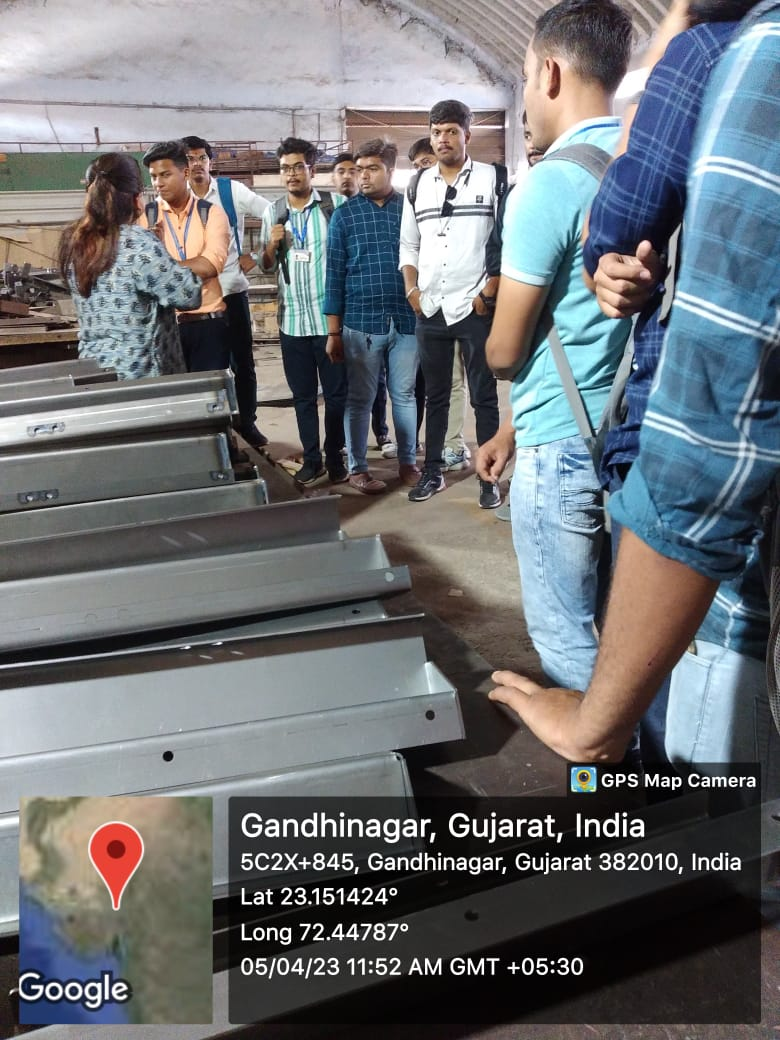 GPS Map Camera
Gandhinagar, Gujarat, India
5C2X+845, Gandhinagar, Gujarat 382010, India
Lat 23.151424°
Long 72.44787°
05/04/23 11:52 AM GMT +05:30
Google